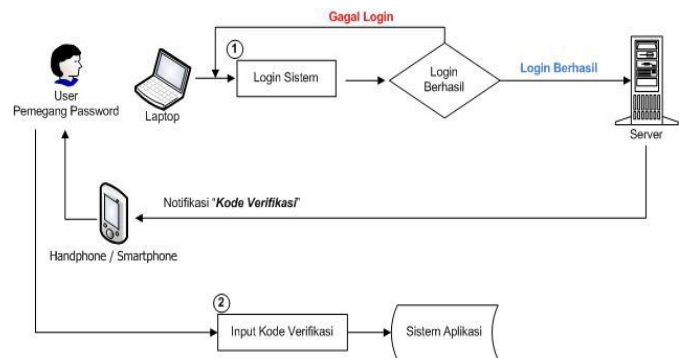 Gagal Login
1
Login Sistem
Login
Berhasil
Login Berhasil
User
Pemegang Password
Laptop
Server
Notifikasi "Kode Verifikasi"
Handphone / Smartphone
2
Input Kode Verifikasi
Sistem Aplikasi